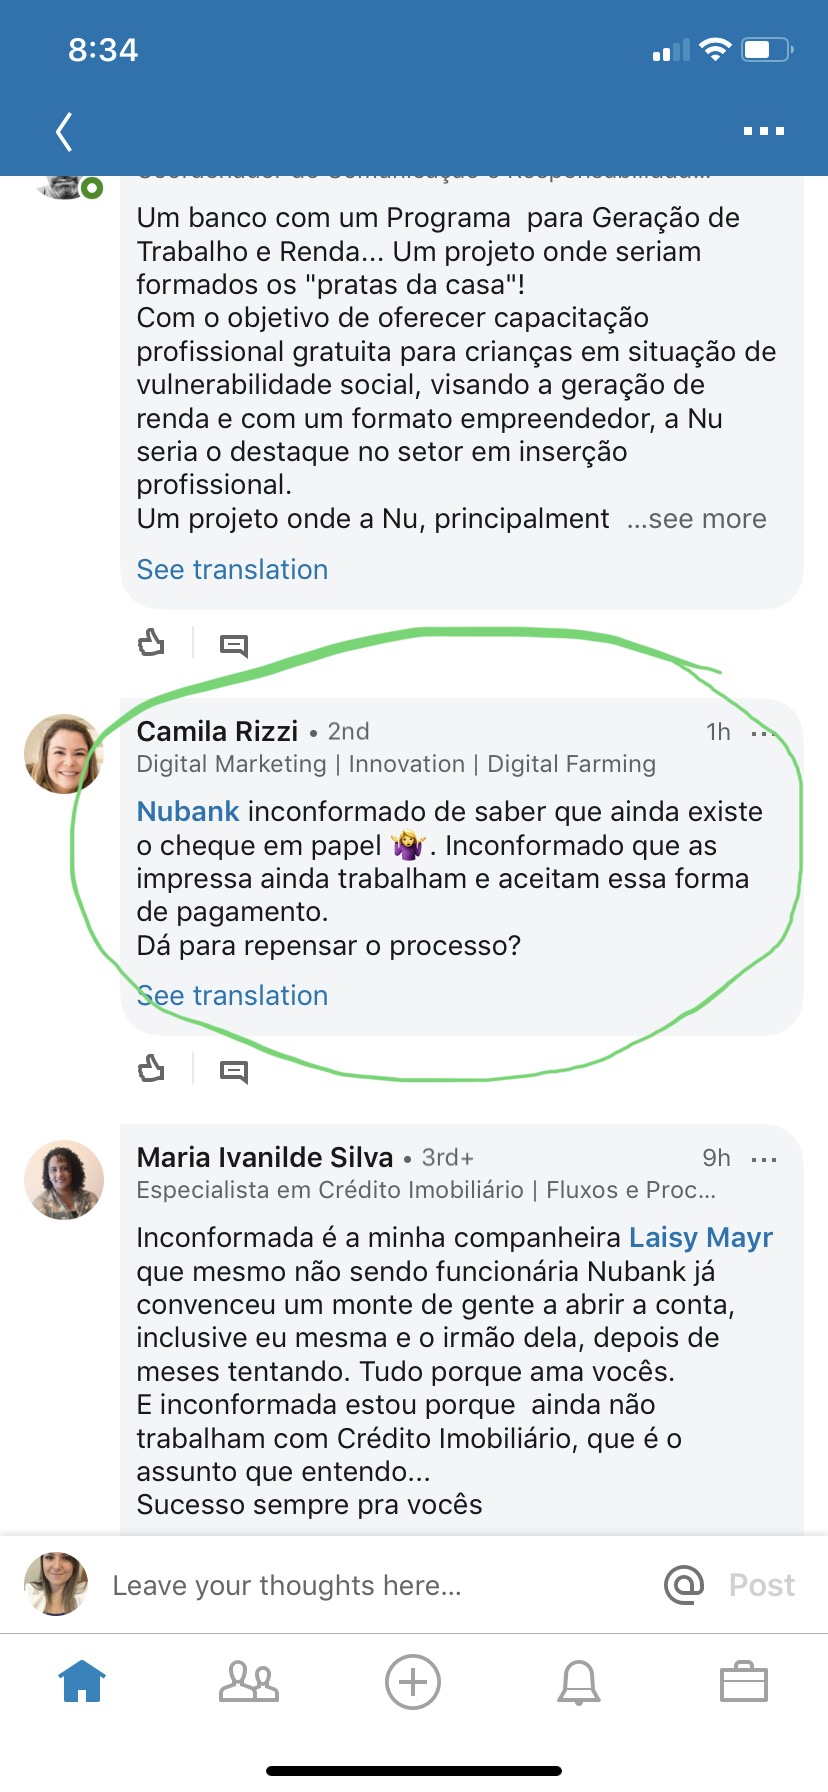 8:34
Um banco com um Programa  para Geração de
Trabalho e Renda... Um projeto onde seriam
formados os "pratas da casa"!
Com o objetivo de oferecer capacitação
profissional gratuita para crianças em situação de
vulnerabilidade social, visando a geração de
renda e com um formato empreendedor, a Nu
seria o destaque no setor em inserção
profissional.
Um projeto onde a Nu, principalment ...see more
See translation
Camila Rizzi • 2nd 1h
Digital Marketing | Innovation | Digital Farming
Nubank inconformado de saber que ainda existe
o cheque em papel 🤷‍♀️. Inconformado que as
impressa ainda trabalham e aceitam essa forma
de pagamento.
Dá para repensar o processo?
See translation
Maria Ivanilde Silva • 3rd+ 9h
Especialista em Crédito Imobiliário | Fluxos e Proc...
Inconformada é a minha companheira Laisy Mayr
que mesmo não sendo funcionária Nubank já
convenceu um monte de gente a abrir a conta,
inclusive eu mesma e o irmão dela, depois de
meses tentando. Tudo porque ama vocês.
E inconformada estou porque  ainda não
trabalham com Crédito Imobiliário, que é o
assunto que entendo...
Sucesso sempre pra vocês
Leave your thoughts here... @ Post